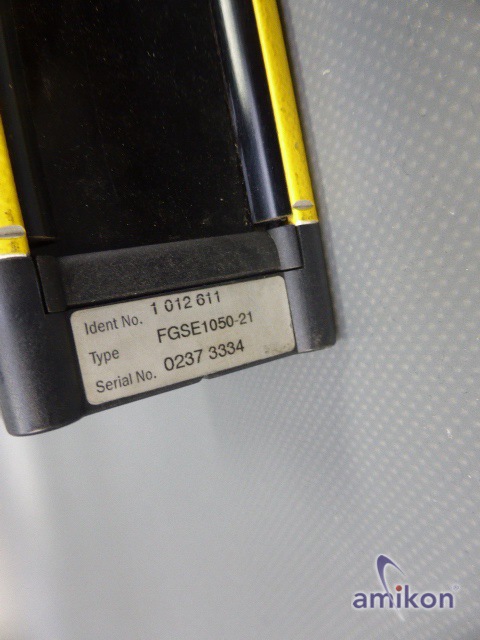 Ident No. 1 012 611
Type FGSE1050-21
Serial No. 0237 3334
amikon